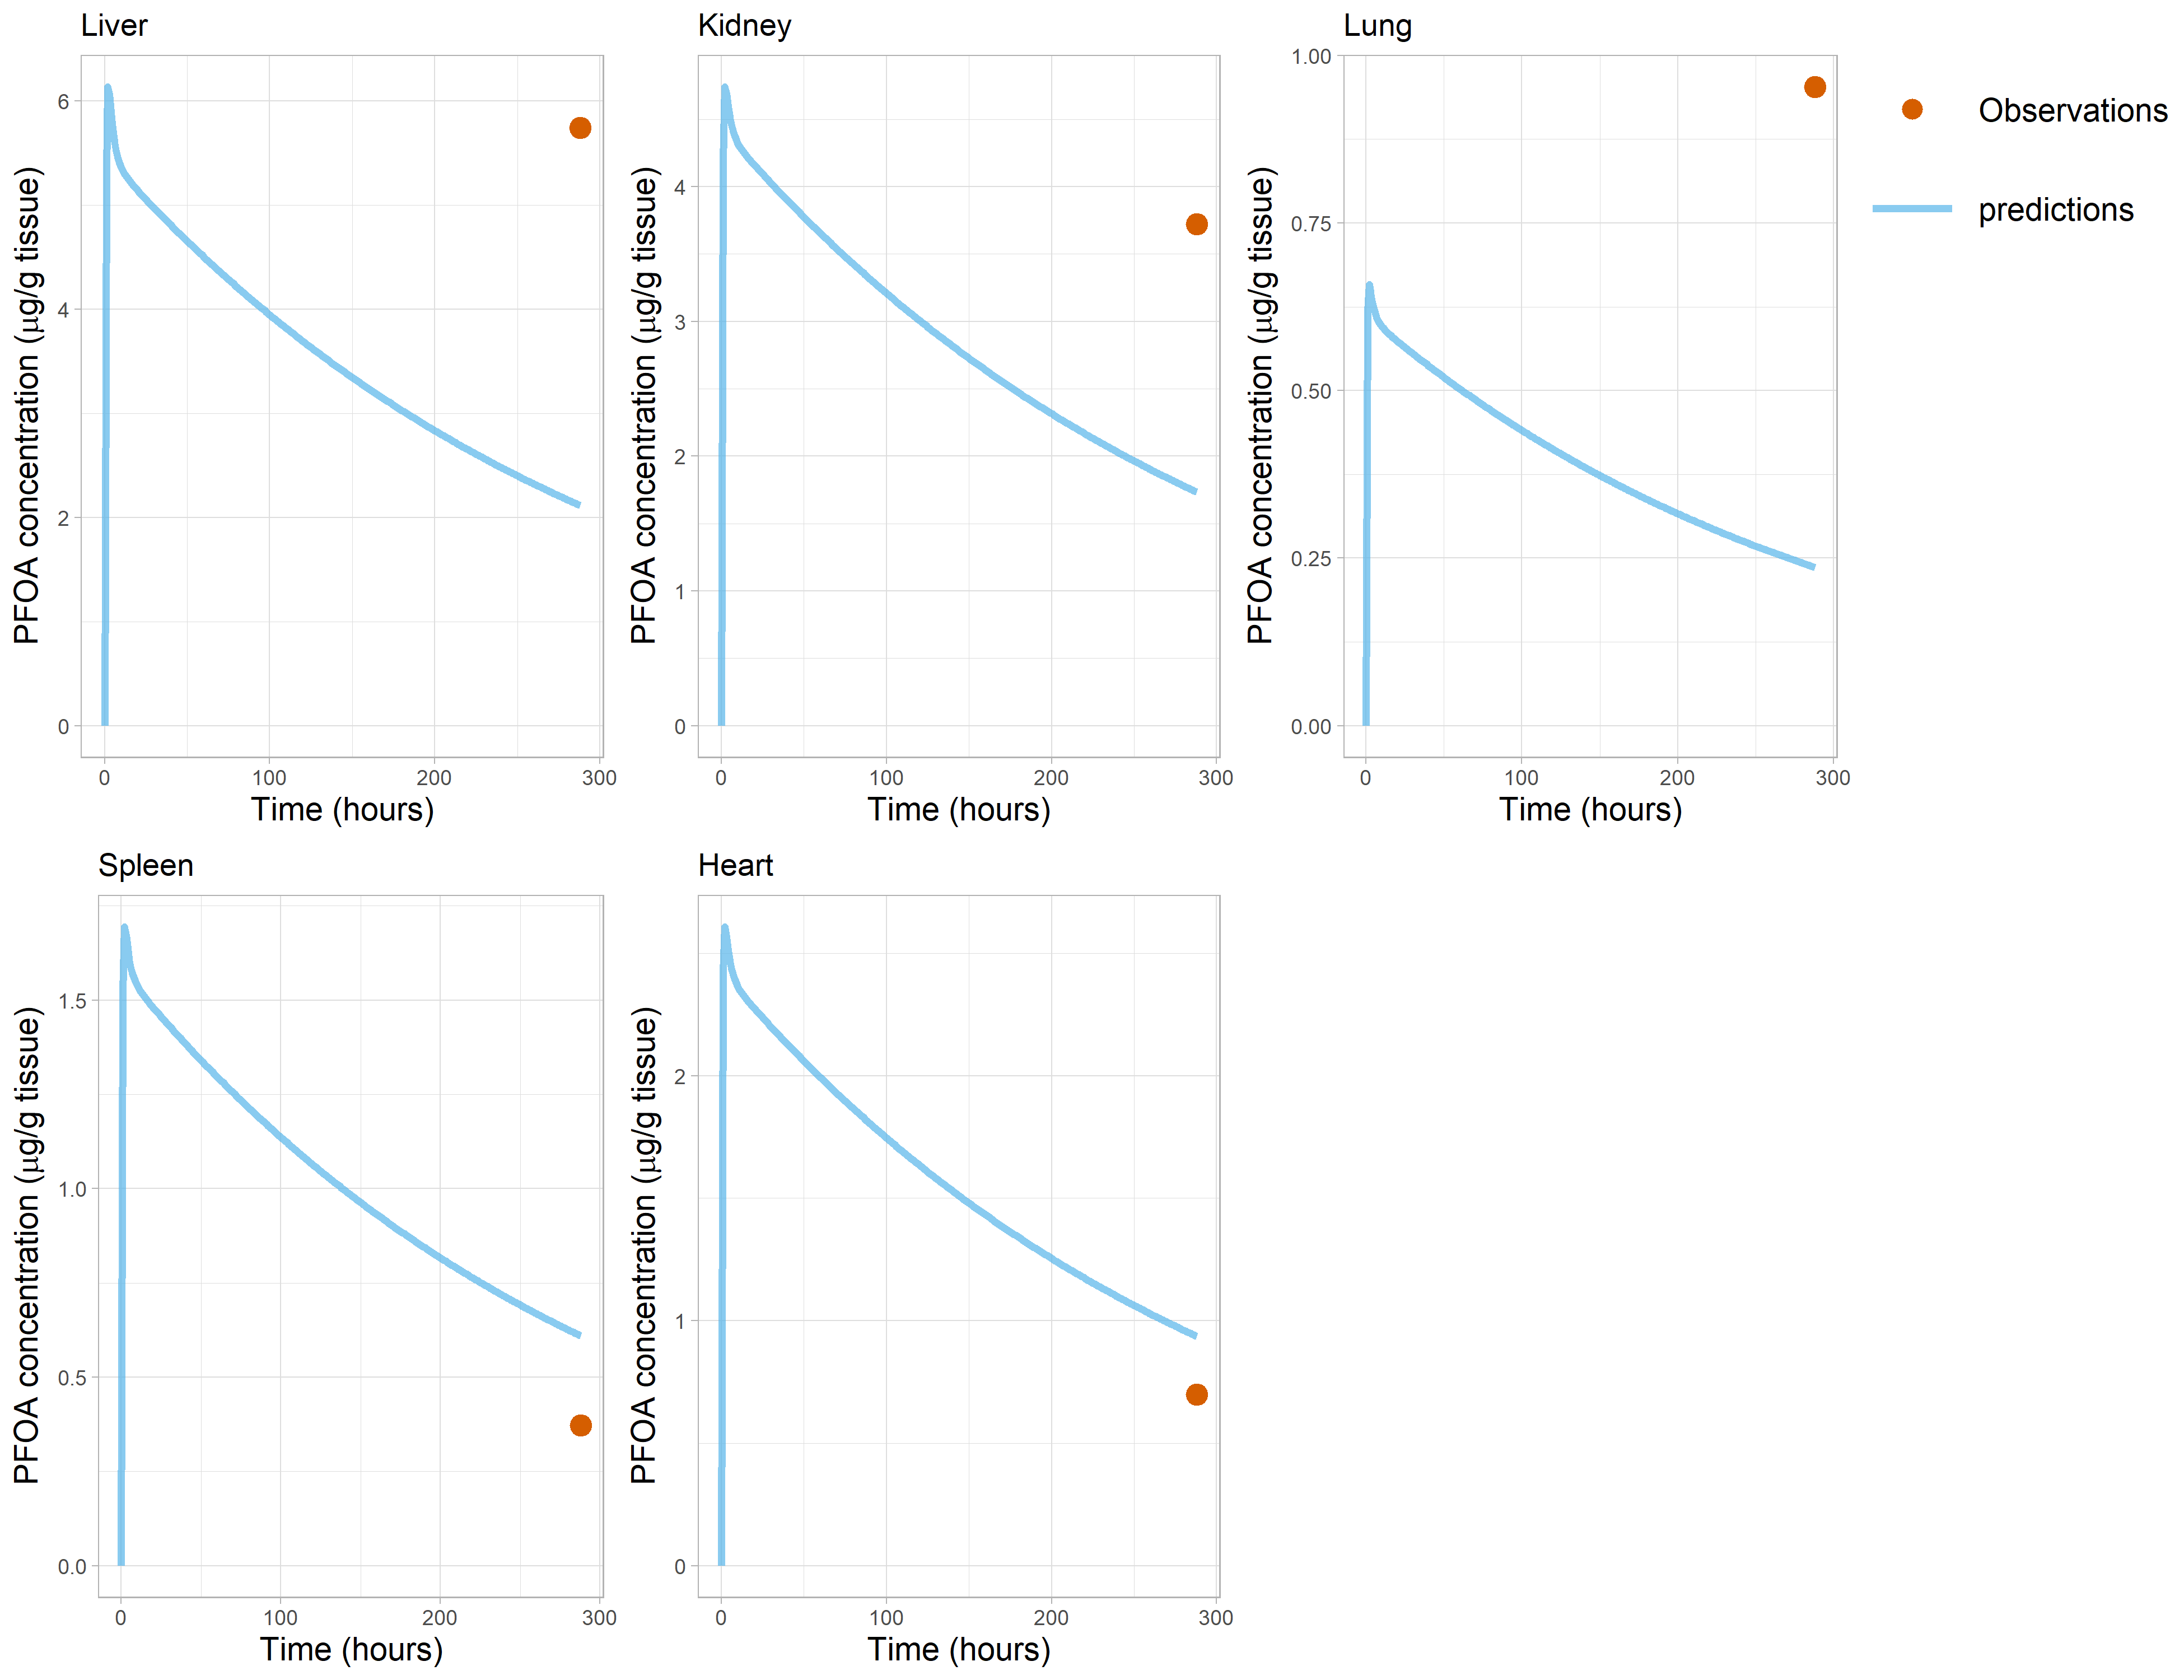 Liver
PFOA concentration (μg/g tissue)
6
4
2
0
0 100 200 300
Time (hours)
Kidney
PFOA concentration (μg/g tissue)
4
3
2
1
0
0 100 200 300
Time (hours)
Lung
PFOA concentration (μg/g tissue)
1.00
0.75
0.50
0.25
0.00
0 100 200 300
Time (hours)
Observations
predictions
Spleen
PFOA concentration (μg/g tissue)
1.5
1.0
0.5
0.0
0 100 200 300
Time (hours)
Heart
PFOA concentration (μg/g tissue)
2
1
0
0 100 200 300
Time (hours)